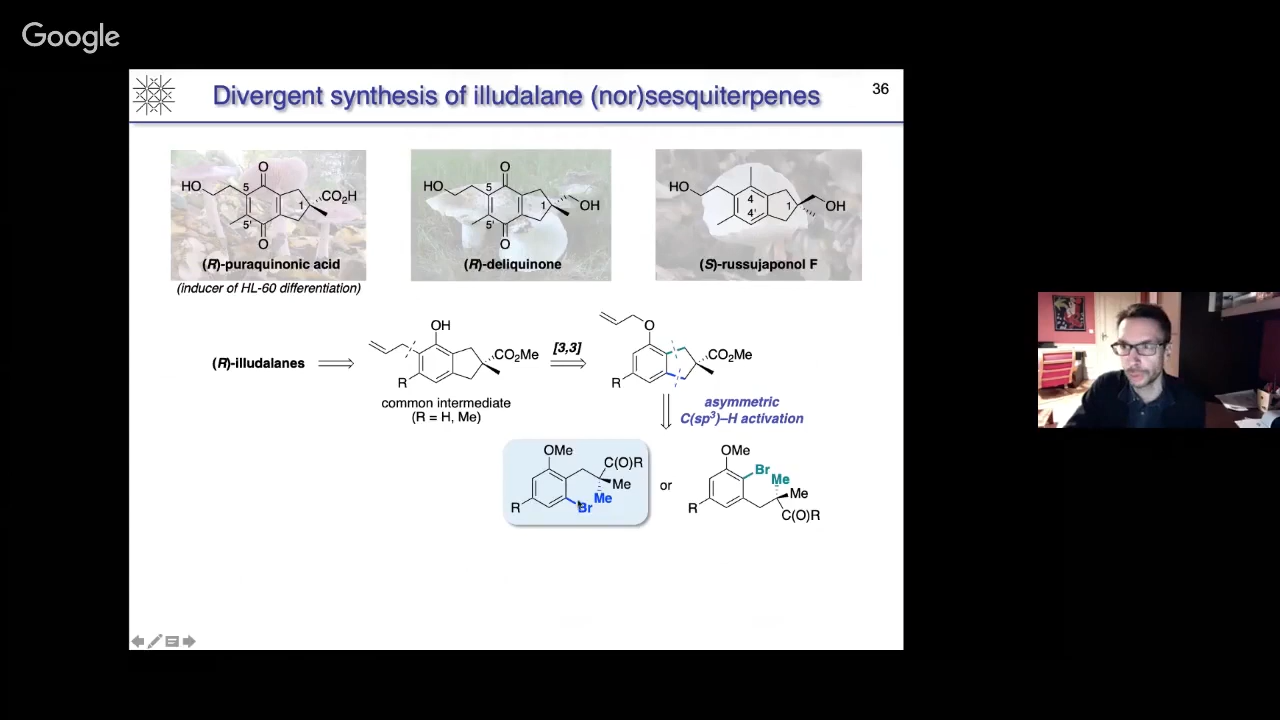 Google
Divergent synthesis of illudalane (nor)sesquiterpenes
36
HO
5
O
CO2H
1
5'
O
(R)-puraquinonic acid
(inducer of HL-60 differentiation)
HO
5
O
1
OH
5'
O
(R)-deliquinone
HO
4
1
OH
4'
(S)-russujaponol F
(R)-illudalanes
OH
CO2Me
R
common intermediate
(R = H, Me)
[3,3]
O
CO2Me
R
asymmetric
C(sp3)–H activation
OMe
C(O)R
Me
Me
Br
R
or
OMe
Br
Me
Me
R
C(O)R